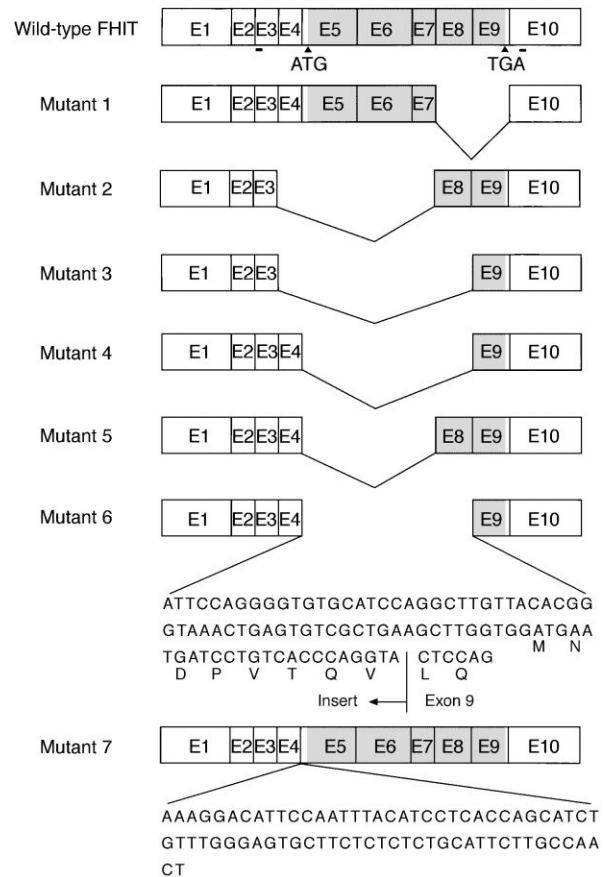 Wild-type FHIT E1 E2 E3 E4 E5 E6 E7 E8 E9 E10
ATG TGA
Mutant 1 E1 E2 E3 E4 E5 E6 E7 E10
Mutant 2 E1 E2 E3 E8 E9 E10
Mutant 3 E1 E2 E3 E9 E10
Mutant 4 E1 E2 E3 E4 E9 E10
Mutant 5 E1 E2 E3 E4 E8 E9 E10
Mutant 6 E1 E2 E3 E4 E9 E10
ATTCCAGGGGTGTGCATCCAGGCTTGTTACACGG
GTAAACTGAGTGTCGCTGAAGCTTGGTGGATGAA
M N
TGATCCTGTCACCCAGGTA CTCCAG
D P V T Q V L Q
Insert Exon 9
Mutant 7 E1 E2 E3 E4 E5 E6 E7 E8 E9 E10
AAAGGACATTCCAATTTACATCCTCACCAGCATCT
GTTTGGGAGTGCTTCTCTCTCTGCATTCTTGCCAA
CT